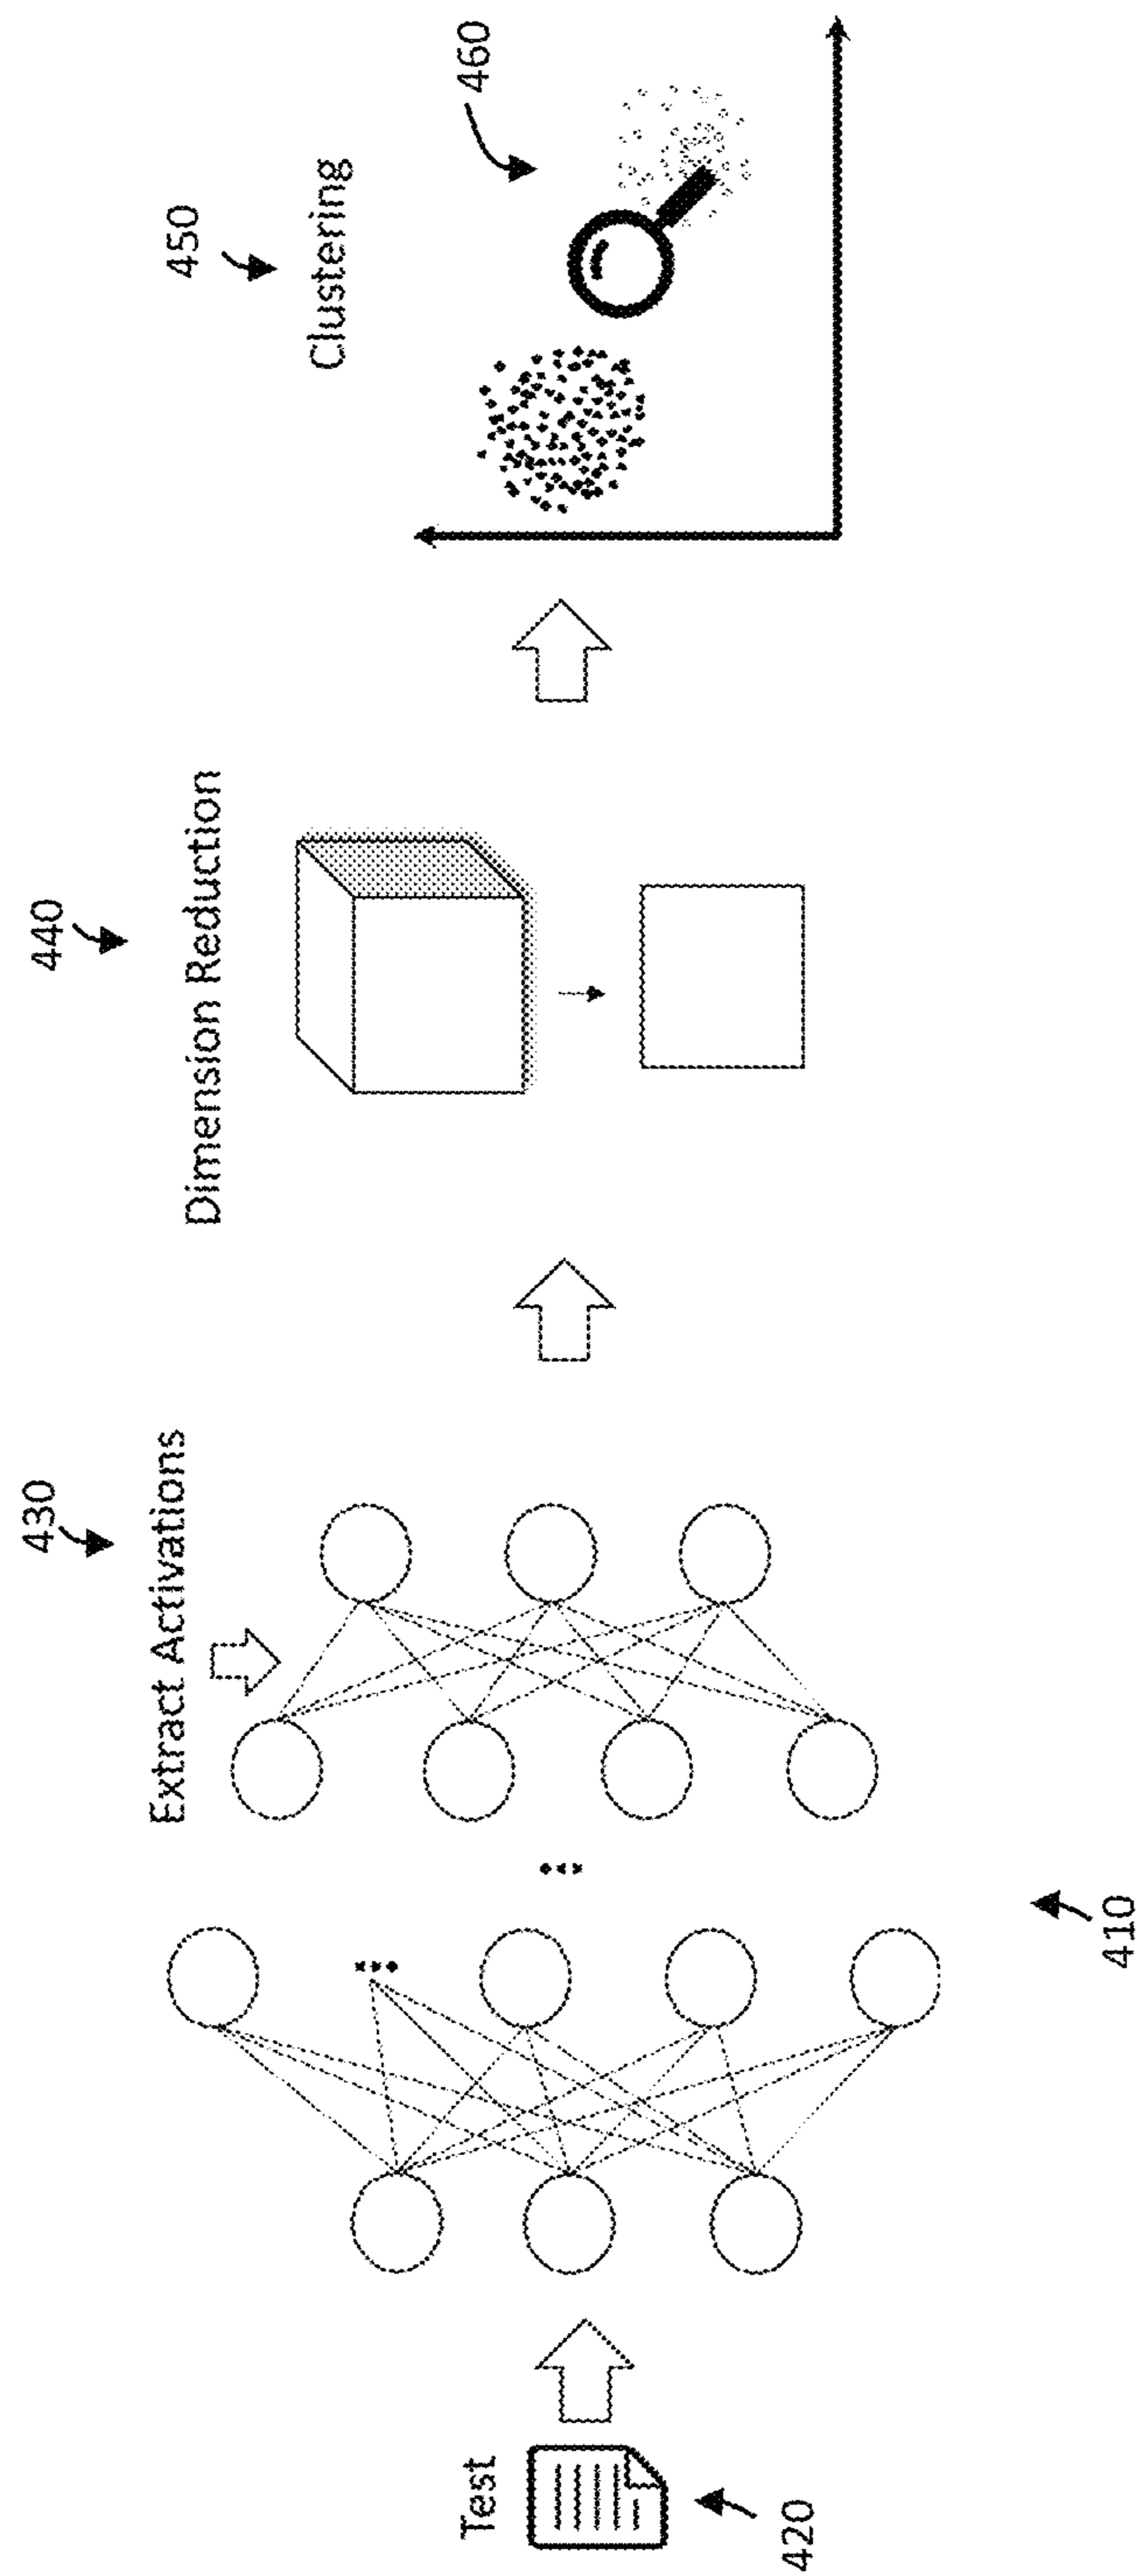 Test
420
410
430
Extract Activations
440
Dimension Reduction
450
Clustering
460